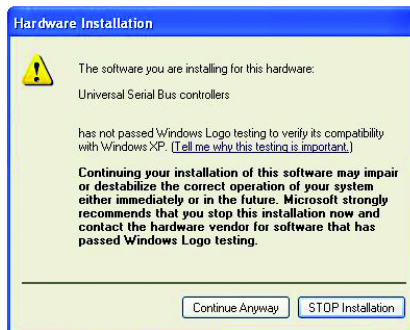 Hardware Installation
The software you are installing for this hardware:
Universal Serial Bus controllers
has not passed Windows Logo testing to verify its compatibility
with Windows XP. (Tell me why this testing is important.)
Continuing your installation of this software may impair
or destabilize the correct operation of your system
either immediately or in the future. Microsoft strongly
recommends that you stop this installation now and
contact the hardware vendor for software that has
passed Windows Logo testing.
Continue Anyway STOP Installation